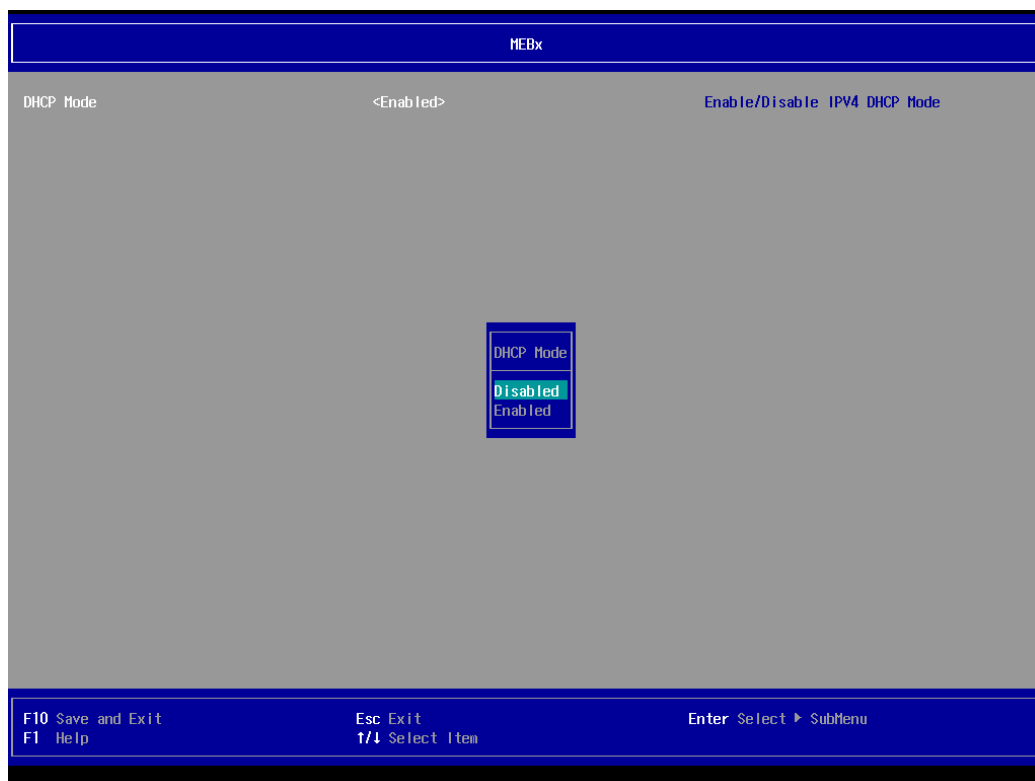 MEBx
DHCP Mode <Enabled> Enable/Disable IPV4 DHCP Mode
DHCP Mode
Disabled
Enabled
F10 Save and Exit Esc Exit Enter Select ▶ SubMenu
F1 Help ↑/↓ Select Item